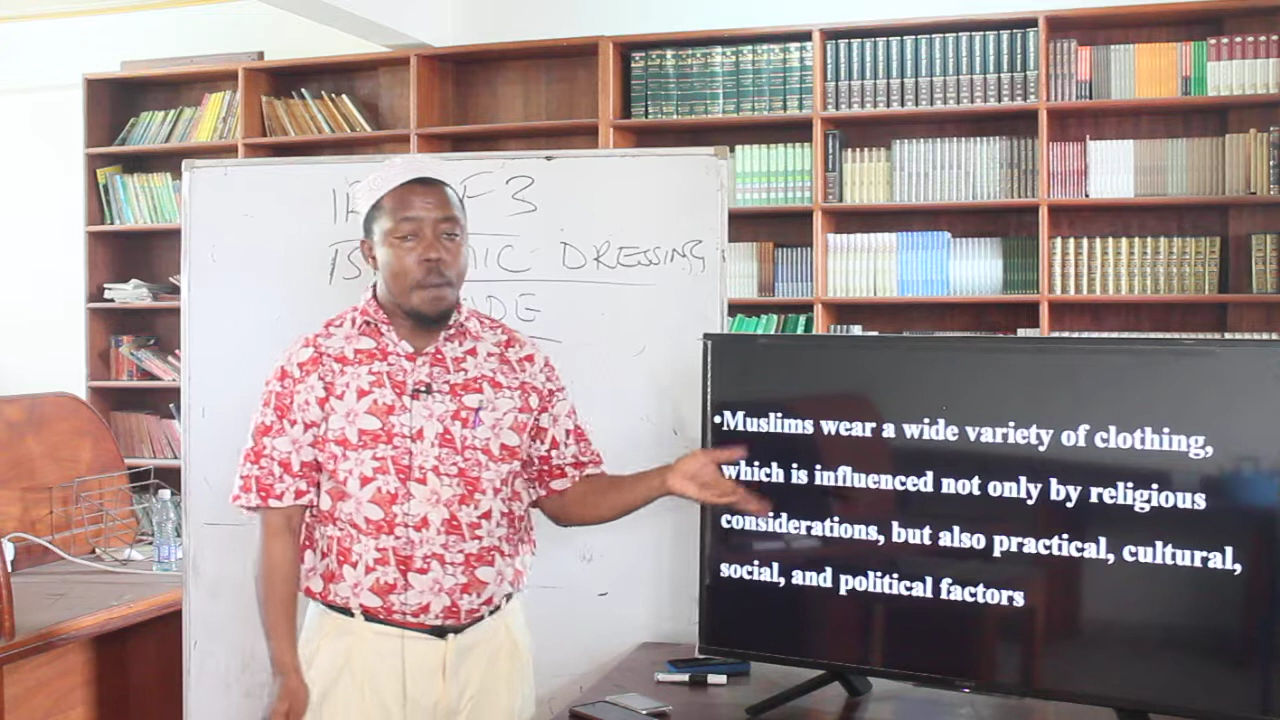 F3
DRESSING
•Muslims wear a wide variety of clothing,
which is influenced not only by religious
considerations, but also practical, cultural,
social, and political factors